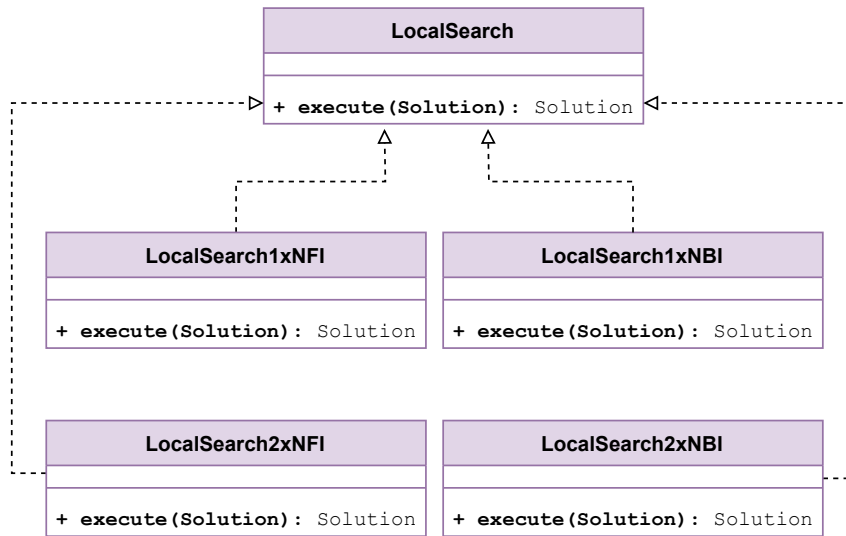 LocalSearch
+ execute(Solution): Solution
LocalSearch1xNFI
+ execute(Solution): Solution
LocalSearch1xNBI
+ execute(Solution): Solution
LocalSearch2xNFI
+ execute(Solution): Solution
LocalSearch2xNBI
+ execute(Solution): Solution